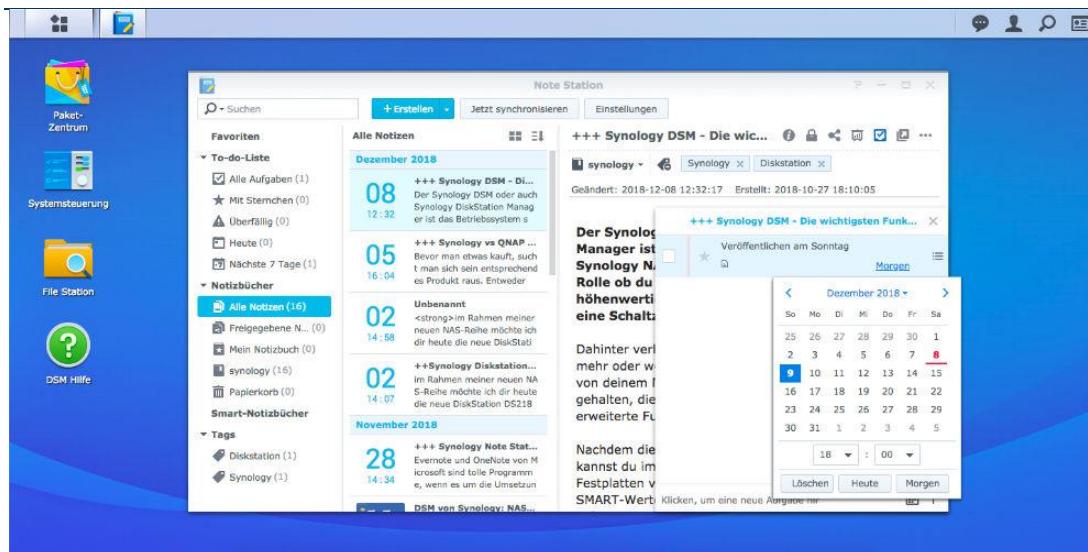 Note Station
Paket-
Zentrum
Systemsteuerung
File Station
DSM Hilfe
Suchen
+ Erstellen
Jetzt synchronisieren
Einstellungen
Favoriten
To-do-Liste
Alle Aufgaben (1)
Mit Sternchen (0)
Überfällig (0)
Heute (0)
Nächste 7 Tage (1)
Notizbücher
Alle Notizen (16)
Freigegebene N... (0)
Mein Notizbuch (0)
synology (16)
Papierkorb (0)
Smart-Notizbücher
Tags
Diskstation (1)
Synology (1)
Alle Notizen
Dezember 2018
08
12:32
+++ Synology DSM - Di...
Der Synology DSM oder auch
Synology DiskStation Manag
er ist das Betriebssystem s
05
16:04
+++ Synology vs QNAP ...
Bevor man etwas kauft, such
t man sich sein entsprechend
es Produkt raus. Entweder
02
14:58
Unbenannt
<strong>im Rahmen meiner
neuen NAS-Reihe möchte ich
dir heute die neue DiskStati
02
14:07
++Synology Diskstation...
im Rahmen meiner neuen NA
S-Reihe möchte ich dir heute
die neue DiskStation DS218
November 2018
28
14:34
+++ Synology Note Stat...
Evernote und OneNote von M
icrosoft sind tolle Programm
e, wenn es um die Umsetzun
DSM von Synology: NAS...
+++ Synology DSM - Die wic...
synology
Synology x
Diskstation x
Geändert: 2018-12-08 12:32:17 Erstellt: 2018-10-27 18:10:05
Der Synolog
Manager ist
Synology N
Rolle ob du
höhenwerti
eine Schalt
Dahinter verl
mehr oder w
von deinem
gehalten, die
erweiterte Fu
Nachdem die
kannst du im
Festplatten v
SMART-Wert
+++ Synology DSM - Die wichtigsten Funk...
Veröffentlichen am Sonntag
Morgen
Dezember 2018
So Mo Di Mi Do Fr Sa
25 26 27 28 29 30 1
2 3 4 5 6 7 8
9 10 11 12 13 14 15
16 17 18 19 20 21 22
23 24 25 26 27 28 29
30 31 1 2 3 4 5
18 : 00
Löschen
Heute
Morgen
Klicken, um eine neue Aufgabe